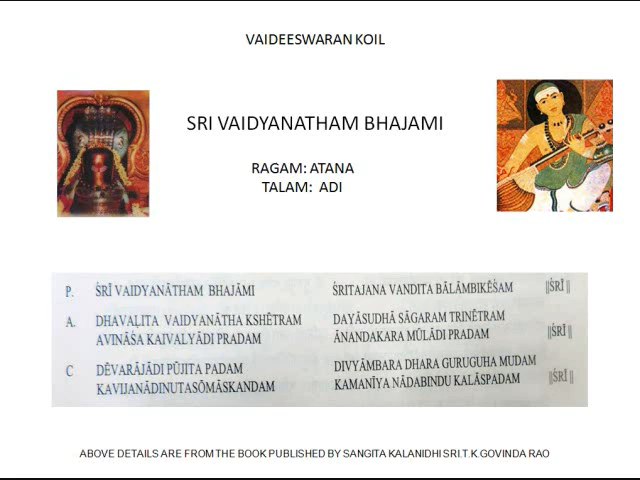 VAIDEESWARAN KOIL
SRI VAIDYANATHAM BHAJAMI
RAGAM: ATANA
TALAM: ADI
P. ŚRĪ VAIDYANĀTHAM BHAJĀMI ŚRITAJANA VANDITA BĀLĀMBIKĒŚAM ||ŚRĪ||
A. DHAVAḶITA VAIDYANĀTHA KSHĒTRAM DAYĀSUDHĀ SĀGARAM TRINĒTRAM
AVINĀŚA KAIVALYĀDI PRADAM ĀNANDAKARA MŪLĀDI PRADAM ||ŚRĪ||
C DĒVARĀJĀDI PŪJITA PADAM DIVYĀMBARA DHARA GURUGUHA MUDAM
KAVIJANĀDINUTASŌMĀSKANDAM KAMANĪYA NĀDABINDU KALĀSPADAM ||ŚRĪ||
ABOVE DETAILS ARE FROM THE BOOK PUBLISHED BY SANGITA KALANIDHI SRI.T.K.GOVINDA RAO